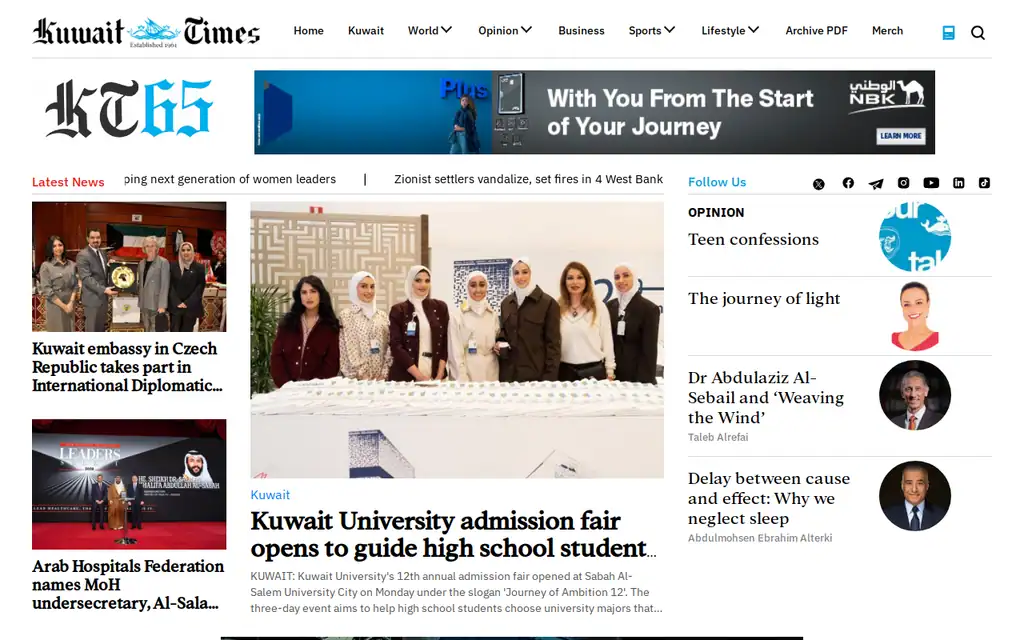 Kuwait Times
Established 1961
Home
Kuwait
World
Opinion
Business
Sports
Lifestyle
Archive PDF
Merch
KT65
Plus
With You From The Start
of Your Journey
الوطني
NBK
LEARN MORE
Latest News
ping next generation of women leaders | Zionist settlers vandalize, set fires in 4 West Bank
Follow Us
Kuwait embassy in Czech
Republic takes part in
International Diplomatic...
LEADERS
Arab Hospitals Federation
names MoH
undersecretary, Al-Sala...
Kuwait
Kuwait University admission fair
opens to guide high school student...
KUWAIT: Kuwait University's 12th annual admission fair opened at Sabah Al-
Salem University City on Monday under the slogan 'Journey of Ambition 12'. The
three-day event aims to help high school students choose university majors that...
OPINION
Teen confessions
The journey of light
Dr Abdulaziz Al-
Sebail and ‘Weaving
the Wind’
Taleb Alrefai
Delay between cause
and effect: Why we
neglect sleep
Abdulmohsen Ebrahim Alterki